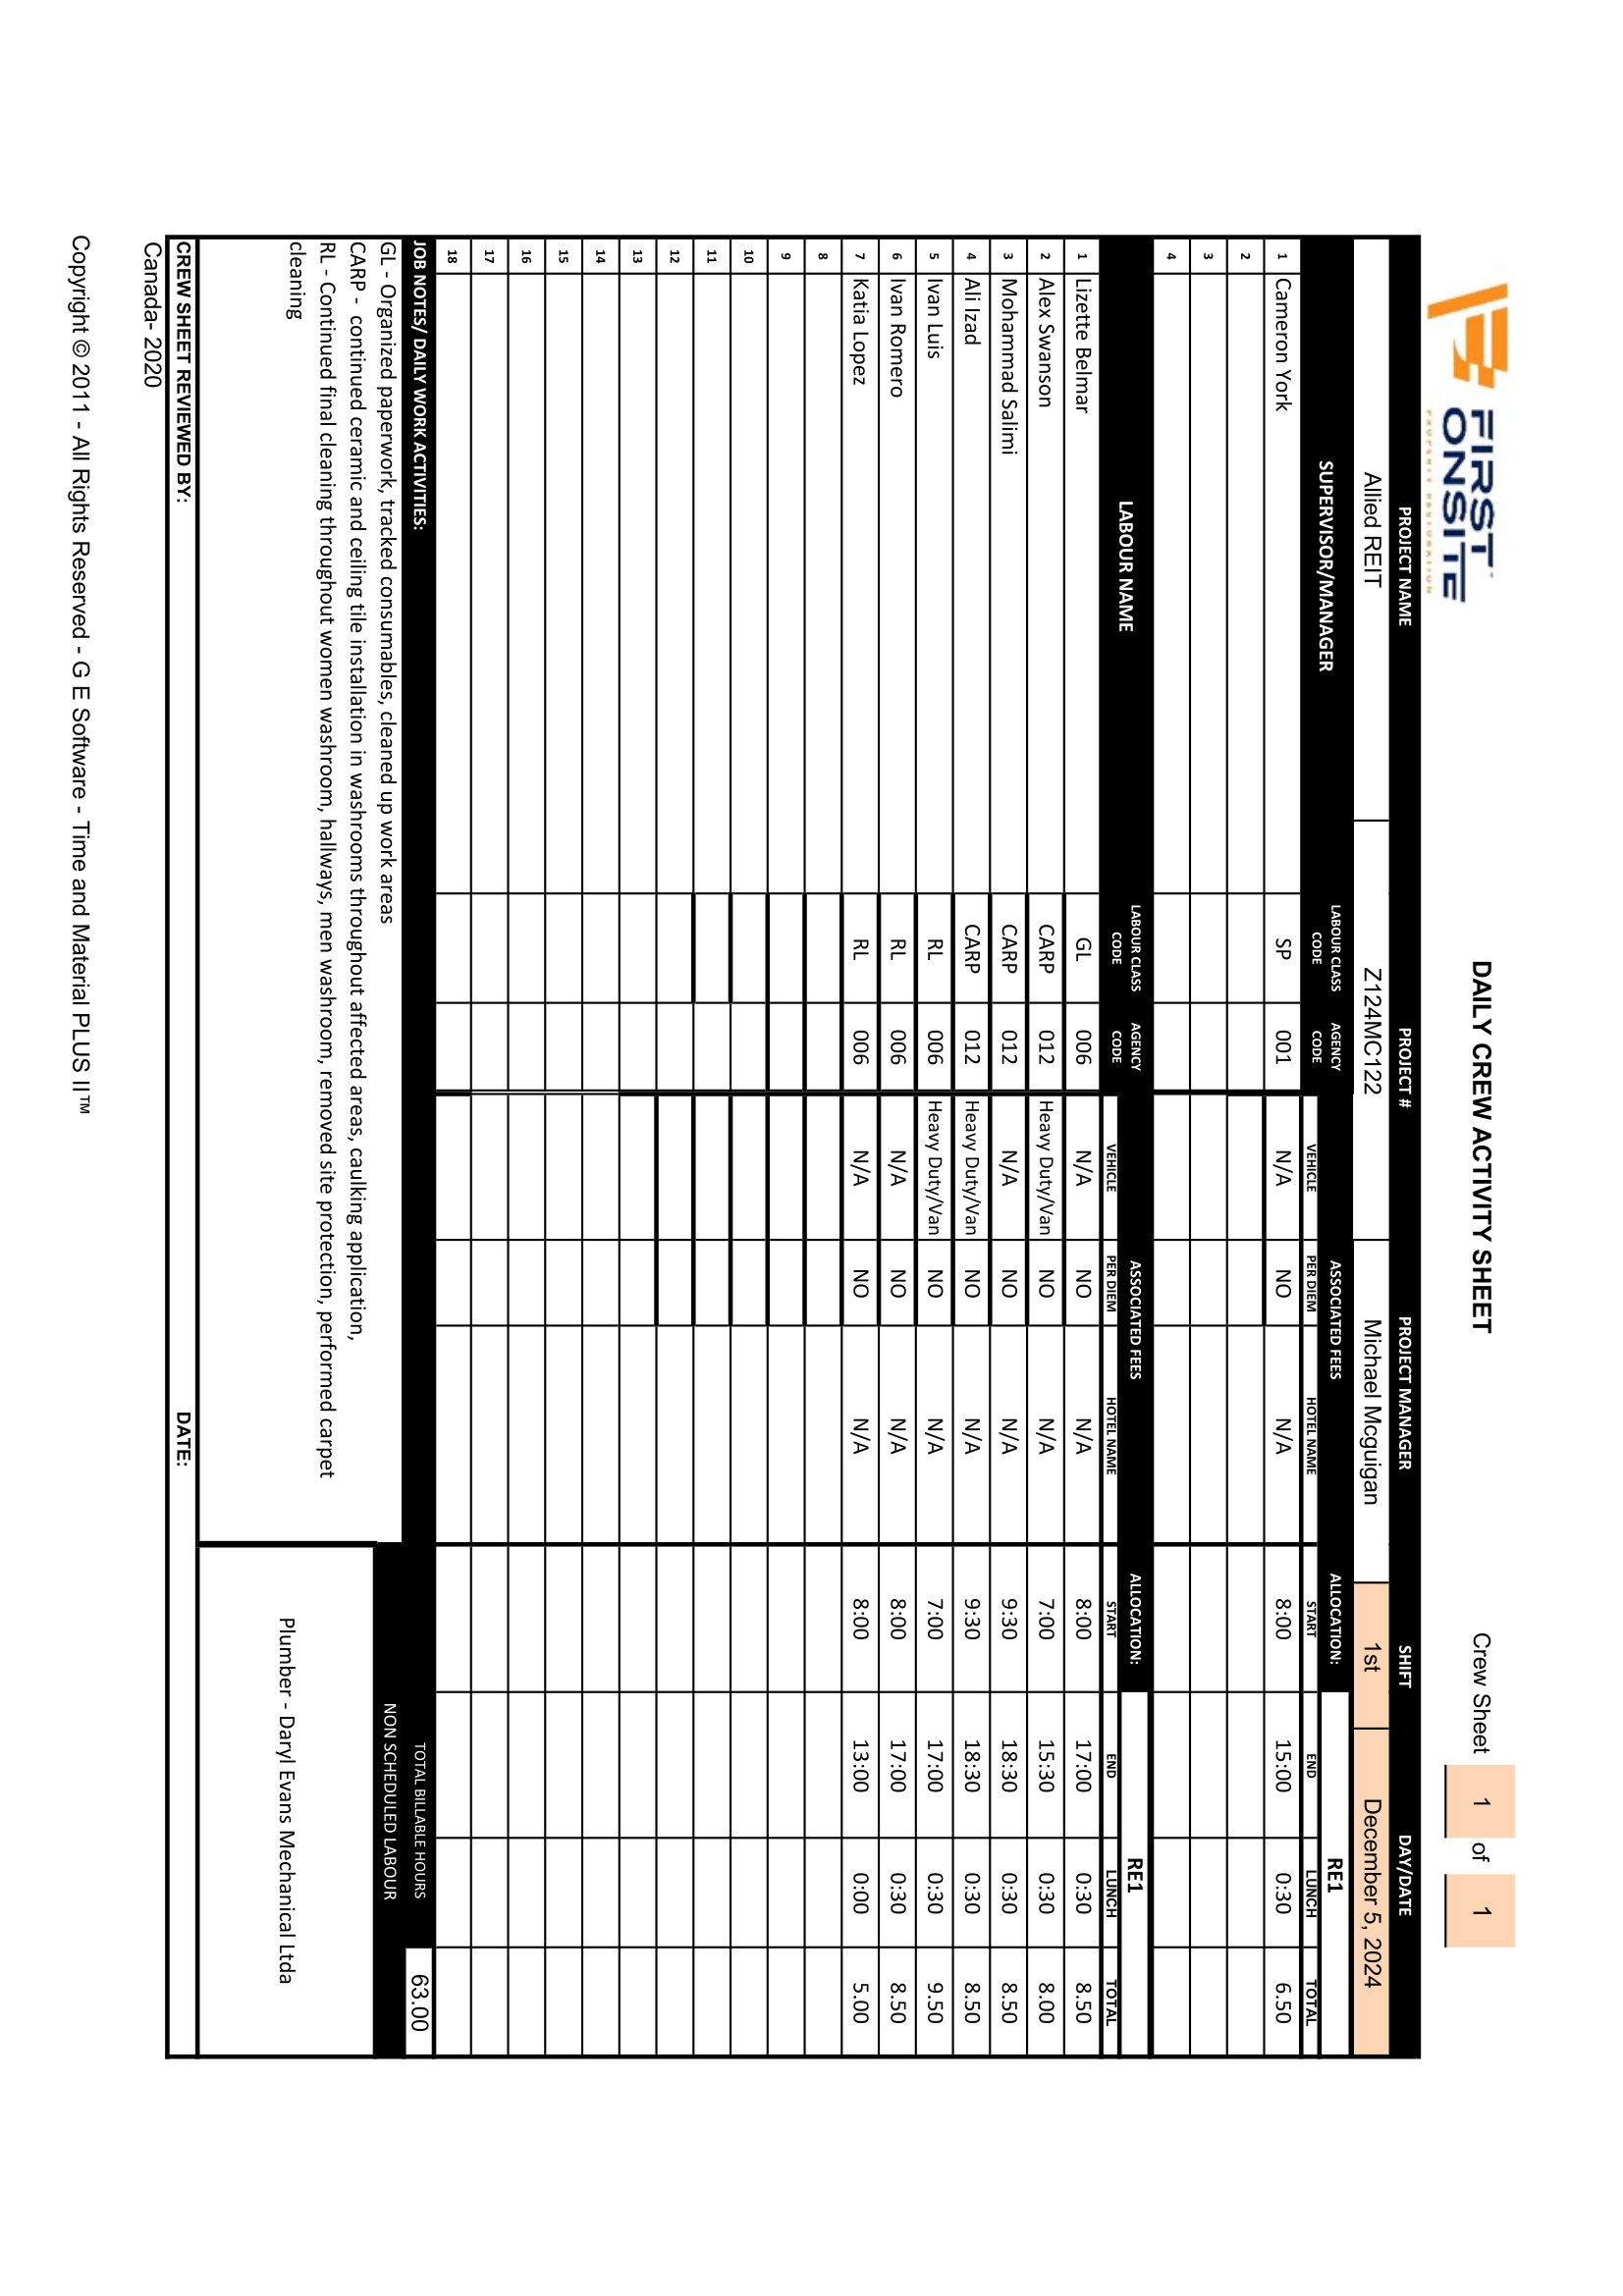 FIRST ONSITE
PROPERTY RESTORATION
DAILY CREW ACTIVITY SHEET
Crew Sheet 1 of 1
PROJECT NAME PROJECT # PROJECT MANAGER SHIFT DAY/DATE
Allied REIT Z124MC122 Michael Mcguigan 1st December 5, 2024
SUPERVISOR/MANAGER LABOUR CLASS CODE AGENCY CODE ASSOCIATED FEES ALLOCATION: RE1
VEHICLE PER DIEM HOTEL NAME START END LUNCH TOTAL
1 Cameron York SP 001 N/A NO N/A 8:00 15:00 0:30 6.50
2
3
4
LABOUR NAME LABOUR CLASS CODE AGENCY CODE ASSOCIATED FEES ALLOCATION: RE1
VEHICLE PER DIEM HOTEL NAME START END LUNCH TOTAL
1 Lizette Belmar GL 006 N/A NO N/A 8:00 17:00 0:30 8.50
2 Alex Swanson CARP 012 Heavy Duty/Van NO N/A 7:00 15:30 0:30 8.00
3 Mohammad Salimi CARP 012 N/A NO N/A 9:30 18:30 0:30 8.50
4 Ali Izad CARP 012 Heavy Duty/Van NO N/A 9:30 18:30 0:30 8.50
5 Ivan Luis RL 006 Heavy Duty/Van NO N/A 7:00 17:00 0:30 9.50
6 Ivan Romero RL 006 N/A NO N/A 8:00 17:00 0:30 8.50
7 Katia Lopez RL 006 N/A NO N/A 8:00 13:00 0:00 5.00
8
9
10
11
12
13
14
15
16
17
18
JOB NOTES/ DAILY WORK ACTIVITIES: TOTAL BILLABLE HOURS 63.00
NON SCHEDULED LABOUR
GL - Organized paperwork, tracked consumables, cleaned up work areas
CARP - continued ceramic and ceiling tile installation in washrooms throughout affected areas, caulking application,
RL - Continued final cleaning throughout women washroom, hallways, men washroom, removed site protection, performed carpet
cleaning
Plumber - Daryl Evans Mechanical Ltda
CREW SHEET REVIEWED BY: DATE:
Canada- 2020
Copyright © 2011 - All Rights Reserved - G E Software - Time and Material PLUS II™